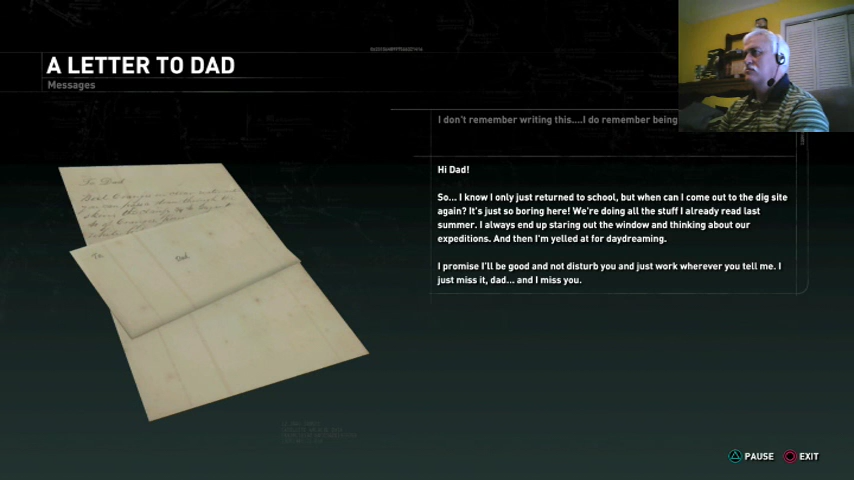 A LETTER TO DAD
Messages
I don't remember writing this....I do remember being
Hi Dad!
So... I know I only just returned to school, but when can I come out to the dig site
again? It's just so boring here! We're doing all the stuff I already read last
summer. I always end up staring out the window and thinking about our
expeditions. And then I'm yelled at for daydreaming.
I promise I'll be good and not disturb you and just work wherever you tell me. I
just miss it, dad... and I miss you.
To Dad
To
Dad
PAUSE EXIT